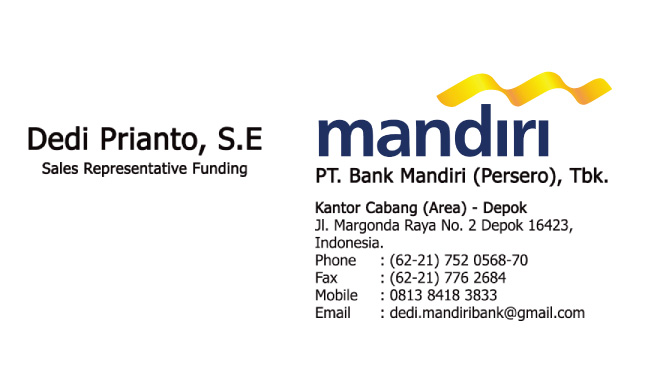 Dedi Prianto, S.E
Sales Representative Funding
mandırı
PT. Bank Mandiri (Persero), Tbk.
Kantor Cabang (Area) - Depok
Jl. Margonda Raya No. 2 Depok 16423,
Indonesia.
Phone : (62-21) 752 0568-70
Fax : (62-21) 776 2684
Mobile : 0813 8418 3833
Email : dedi.mandiribank@gmail.com